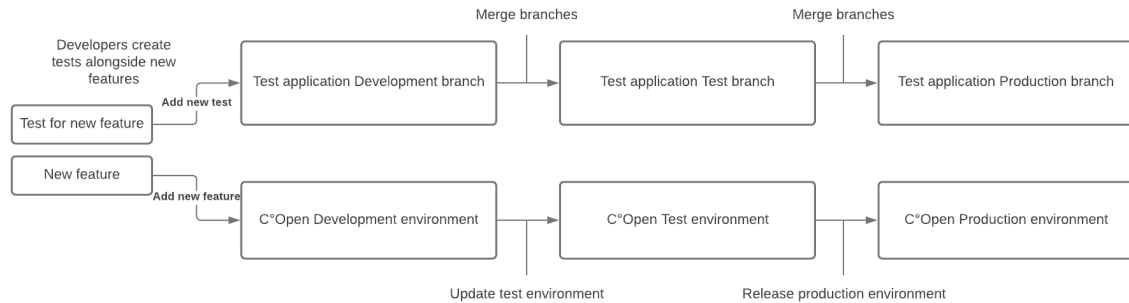 Merge branches
Merge branches
Developers create
tests alongside new
features
Test application Development branch
Test application Test branch
Test application Production branch
Add new test
Test for new feature
New feature
Add new feature
C°Open Development environment
C°Open Test environment
C°Open Production environment
Update test environment
Release production environment